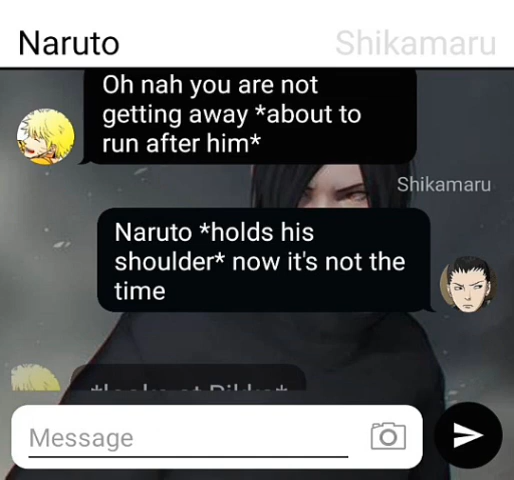 Naruto
Shikamaru
Oh nah you are not
getting away *about to
run after him*
Shikamaru
Naruto *holds his
shoulder* now it's not the
time
Message